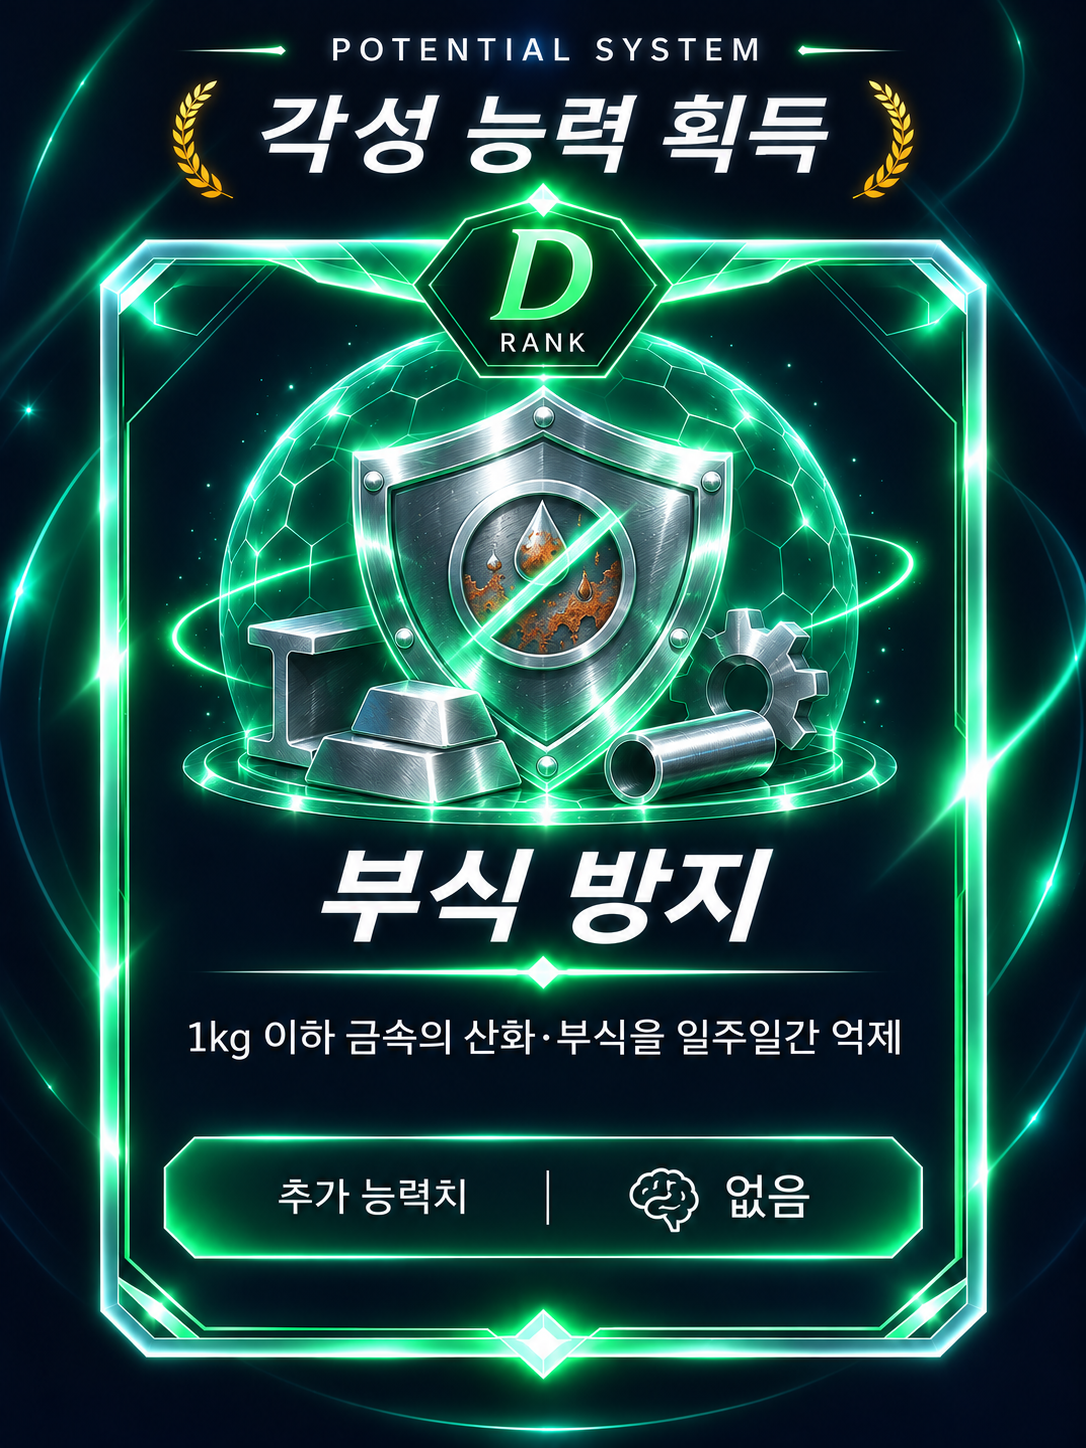 POTENTIAL SYSTEM
각성 능력 획득
D
RANK
부식 방지
1kg 이하 금속의 산화·부식을 일주일간 억제
추가 능력치 없음